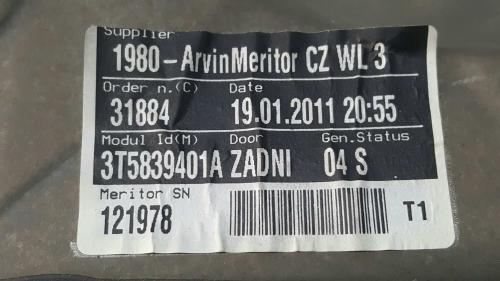 Supplier
1980-ArvinMeritor CZ WL 3
Order n.(C) Date
31884 19.01.2011 20:55
Modul Id(M) Door Gen.Status
3T5839401A ZADNI 04 S
Meritor SN
121978 T1